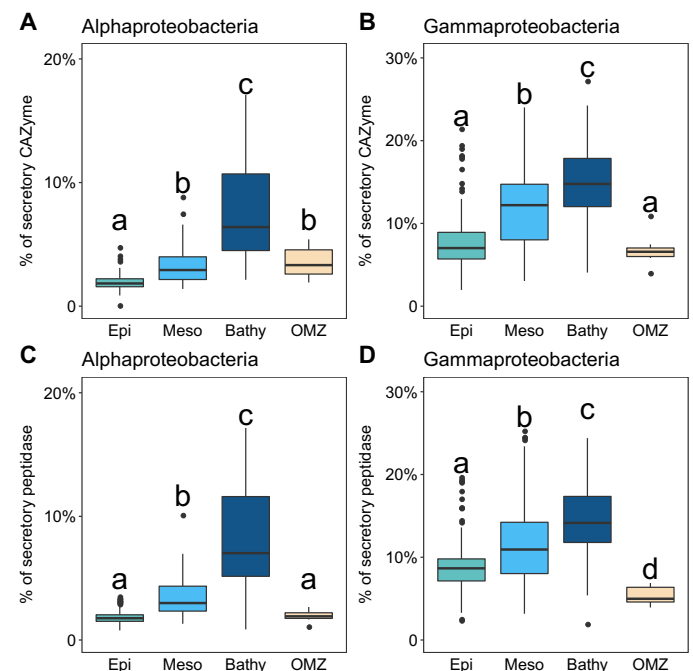 A Alphaproteobacteria
% of secretory CAZyme
20%
10%
0
a
b
c
b
Epi Meso Bathy OMZ
B Gammaproteobacteria
% of secretory CAZyme
30%
20%
10%
0
a
b
c
a
Epi Meso Bathy OMZ
C Alphaproteobacteria
% of secretory peptidase
20%
10%
0
a
b
c
a
Epi Meso Bathy OMZ
D Gammaproteobacteria
% of secretory peptidase
30%
20%
10%
0
a
b
c
d
Epi Meso Bathy OMZ